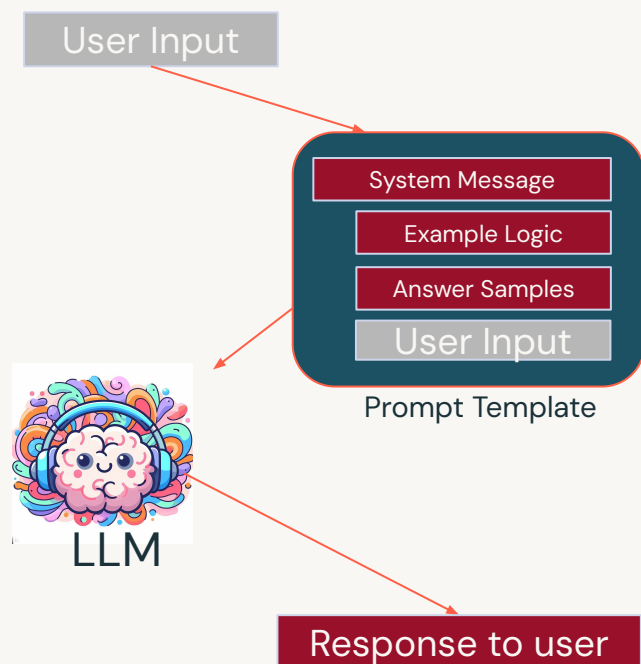 User Input
System Message
Example Logic
Answer Samples
User Input
Prompt Template
LLM
Response to user